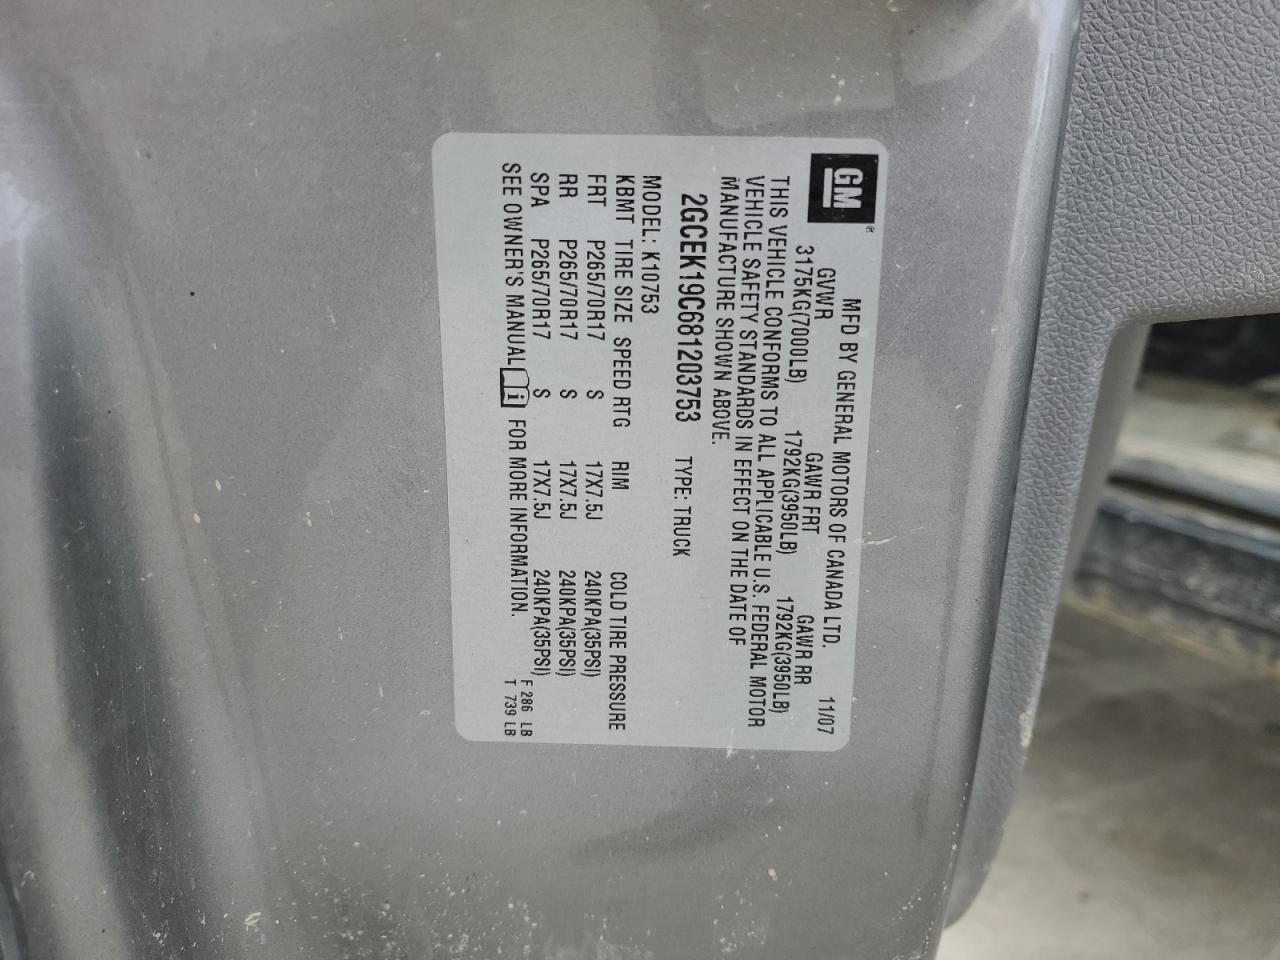 GM ®
MFD BY GENERAL MOTORS OF CANADA LTD. 11/07
GVWR GAWR FRT GAWR RR
3175KG(7000LB) 1792KG(3950LB) 1792KG(3950LB)
THIS VEHICLE CONFORMS TO ALL APPLICABLE U.S. FEDERAL MOTOR
VEHICLE SAFETY STANDARDS IN EFFECT ON THE DATE OF
MANUFACTURE SHOWN ABOVE.
2GCEK19C681203753 TYPE: TRUCK
MODEL: K10753
KBMT TIRE SIZE SPEED RTG RIM COLD TIRE PRESSURE
FRT P265/70R17 S 17X7.5J 240KPA(35PSI)
RR P265/70R17 S 17X7.5J 240KPA(35PSI)
SPA P265/70R17 S 17X7.5J 240KPA(35PSI)
SEE OWNER'S MANUAL i FOR MORE INFORMATION.
F 286 LB
T 739 LB